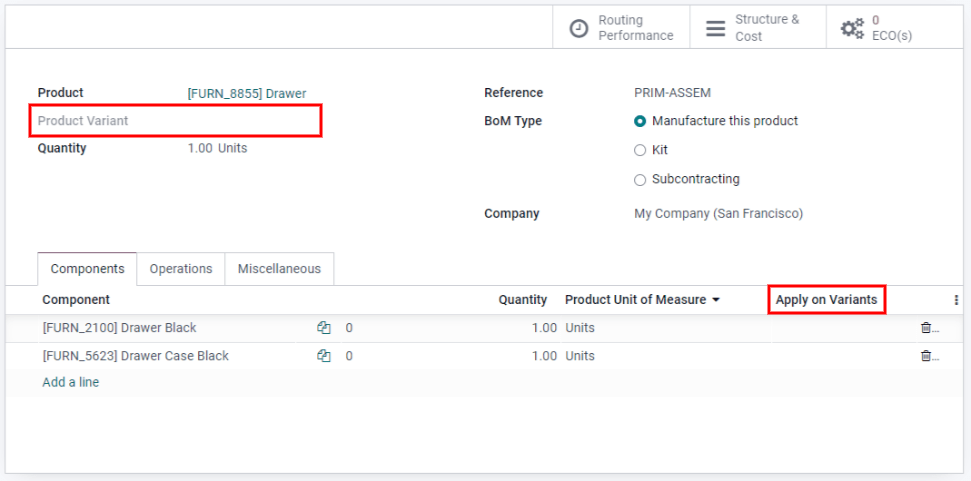 Routing
Performance
Structure &
Cost
0
ECO(s)
Product [FURN_8855] Drawer
Product Variant
Quantity 1.00 Units
Reference PRIM-ASSEM
BoM Type Manufacture this product
Kit
Subcontracting
Company My Company (San Francisco)
Components Operations Miscellaneous
Component Quantity Product Unit of Measure Apply on Variants
[FURN_2100] Drawer Black 0 1.00 Units ...
[FURN_5623] Drawer Case Black 0 1.00 Units ...
Add a line